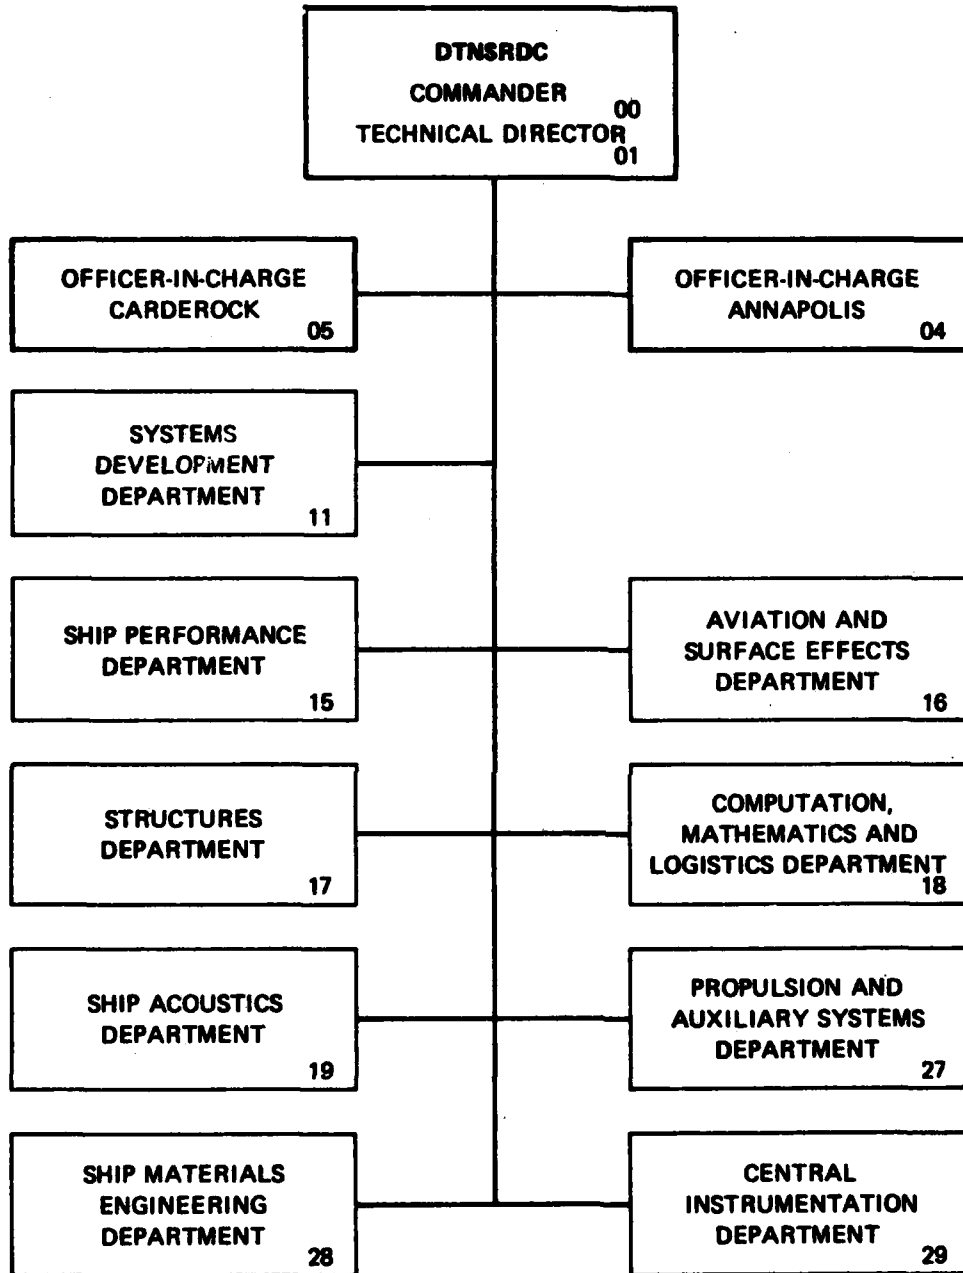 DTNSRDC
COMMANDER
00
TECHNICAL DIRECTOR
01
OFFICER-IN-CHARGE
CARDEROCK
05
OFFICER-IN-CHARGE
ANNAPOLIS
04
SYSTEMS
DEVELOPMENT
DEPARTMENT
11
SHIP PERFORMANCE
DEPARTMENT
15
AVIATION AND
SURFACE EFFECTS
DEPARTMENT
16
STRUCTURES
DEPARTMENT
17
COMPUTATION,
MATHEMATICS AND
LOGISTICS DEPARTMENT
18
SHIP ACOUSTICS
DEPARTMENT
19
PROPULSION AND
AUXILIARY SYSTEMS
DEPARTMENT
27
SHIP MATERIALS
ENGINEERING
DEPARTMENT
28
CENTRAL
INSTRUMENTATION
DEPARTMENT
29